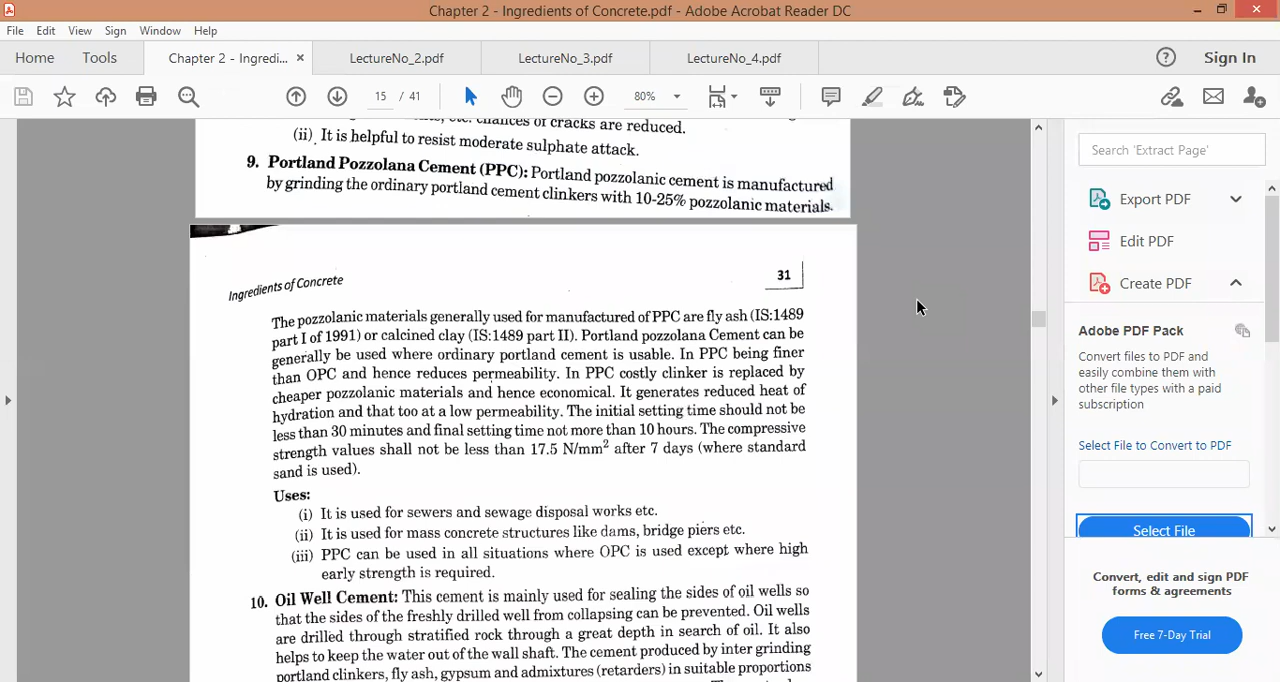 Chapter 2 - Ingredients of Concrete.pdf - Adobe Acrobat Reader DC
File Edit View Sign Window Help
Home Tools Chapter 2 - Ingredi... × LectureNo_2.pdf LectureNo_3.pdf LectureNo_4.pdf ? Sign In
15 / 41 80%
etc. chances of cracks are reduced.
(ii) It is helpful to resist moderate sulphate attack.
9. Portland Pozzolana Cement (PPC): Portland pozzolanic cement is manufactured
by grinding the ordinary portland cement clinkers with 10-25% pozzolanic materials.
Ingredients of Concrete
31
The pozzolanic materials generally used for manufactured of PPC are fly ash (IS:1489
part I of 1991) or calcined clay (IS:1489 part II). Portland pozzolana Cement can be
generally be used where ordinary portland cement is usable. In PPC being finer
than OPC and hence reduces permeability. In PPC costly clinker is replaced by
cheaper pozzolanic materials and hence economical. It generates reduced heat of
hydration and that too at a low permeability. The initial setting time should not be
less than 30 minutes and final setting time not more than 10 hours. The compressive
strength values shall not be less than 17.5 N/mm² after 7 days (where standard
sand is used).
Uses:
(i) It is used for sewers and sewage disposal works etc.
(ii) It is used for mass concrete structures like dams, bridge piers etc.
(iii) PPC can be used in all situations where OPC is used except where high
early strength is required.
10. Oil Well Cement: This cement is mainly used for sealing the sides of oil wells so
that the sides of the freshly drilled well from collapsing can be prevented. Oil wells
are drilled through stratified rock through a great depth in search of oil. It also
helps to keep the water out of the wall shaft. The cement produced by inter grinding
portland clinkers, fly ash, gypsum and admixtures (retarders) in suitable proportions
Search 'Extract Page'
Export PDF
Edit PDF
Create PDF
Adobe PDF Pack
Convert files to PDF and
easily combine them with
other file types with a paid
subscription
Select File to Convert to PDF
Select File
Convert, edit and sign PDF
forms & agreements
Free 7-Day Trial